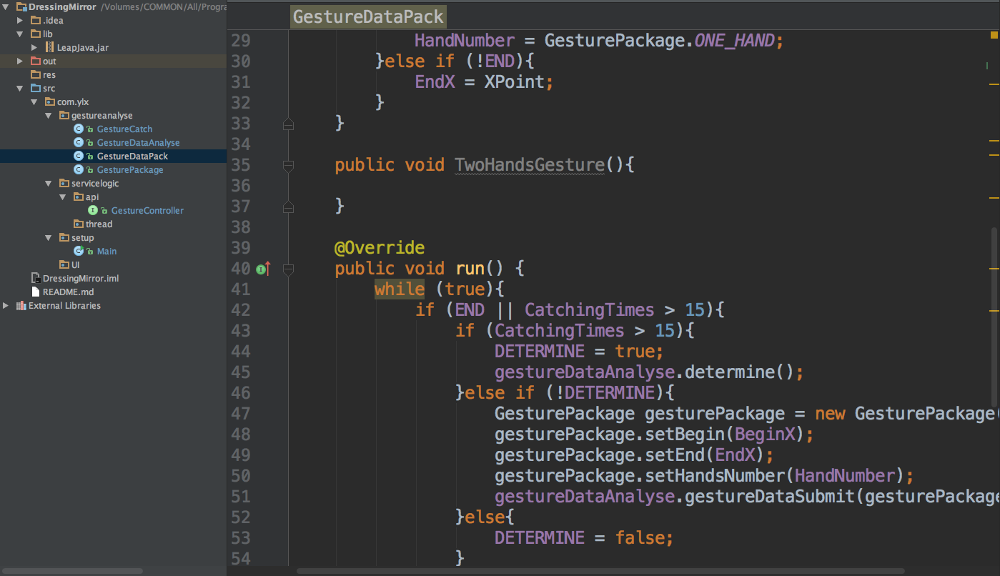 DressingMirror /Volumes/COMMON/All/Progra
.idea
lib
LeapJava.jar
out
res
src
com.ylx
gestureanalyse
GestureCatch
GestureDataAnalyse
GestureDataPack
GesturePackage
servicelogic
api
GestureController
thread
setup
Main
UI
DressingMirror.iml
README.md
External Libraries
GestureDataPack
29 HandNumber = GesturePackage.ONE_HAND;
30 }else if (!END){
31 EndX = XPoint;
32 }
33 }
34
35 public void TwoHandsGesture(){
36
37 }
38
39 @Override
40 public void run() {
41 while (true){
42 if (END || CatchingTimes > 15){
43 if (CatchingTimes > 15){
44 DETERMINE = true;
45 gestureDataAnalyse.determine();
46 }else if (!DETERMINE){
47 GesturePackage gesturePackage = new GesturePackage(
48 gesturePackage.setBegin(BeginX);
49 gesturePackage.setEnd(EndX);
50 gesturePackage.setHandsNumber(HandNumber);
51 gestureDataAnalyse.gestureDataSubmit(gesturePackage
52 }else{
53 DETERMINE = false;
54 }